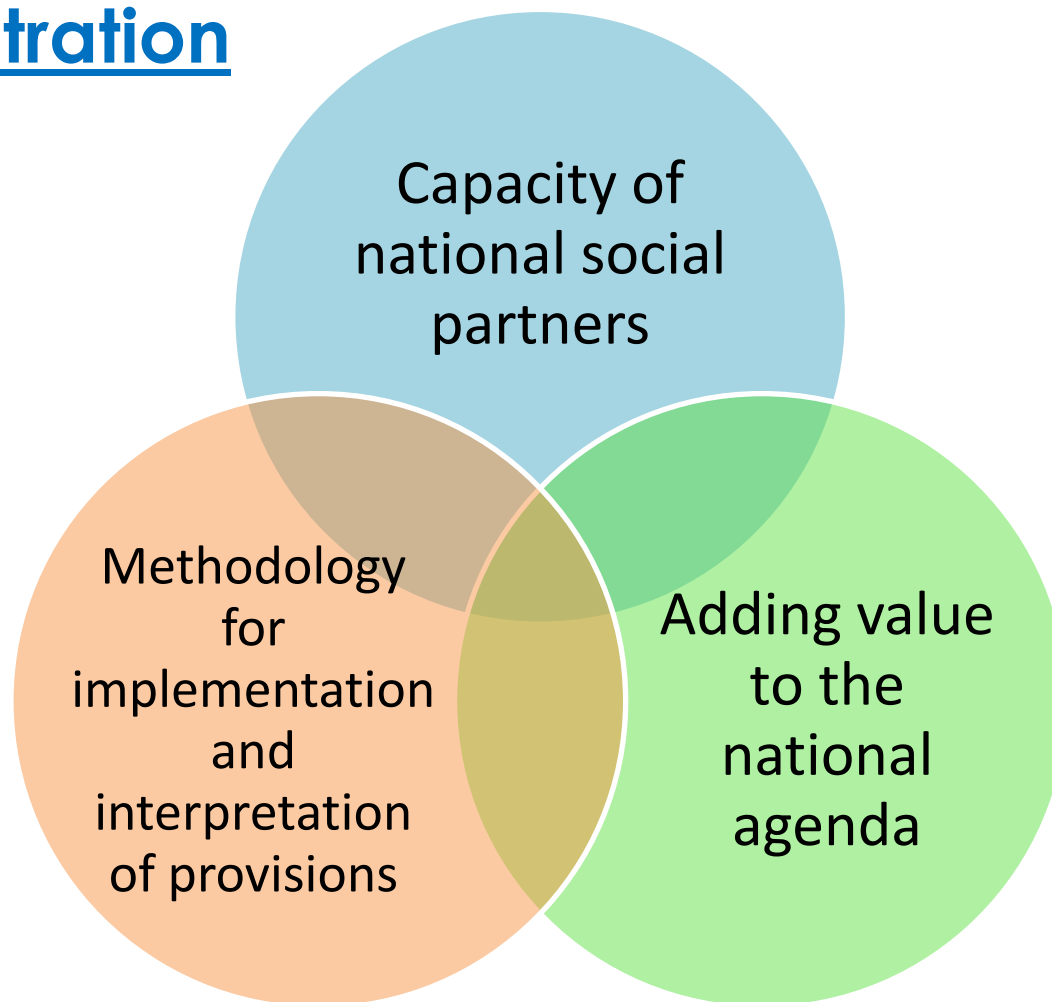 tration
Capacity of
national social
partners
Methodology
for
implementation
and
interpretation
of provisions
Adding value
to the
national
agenda